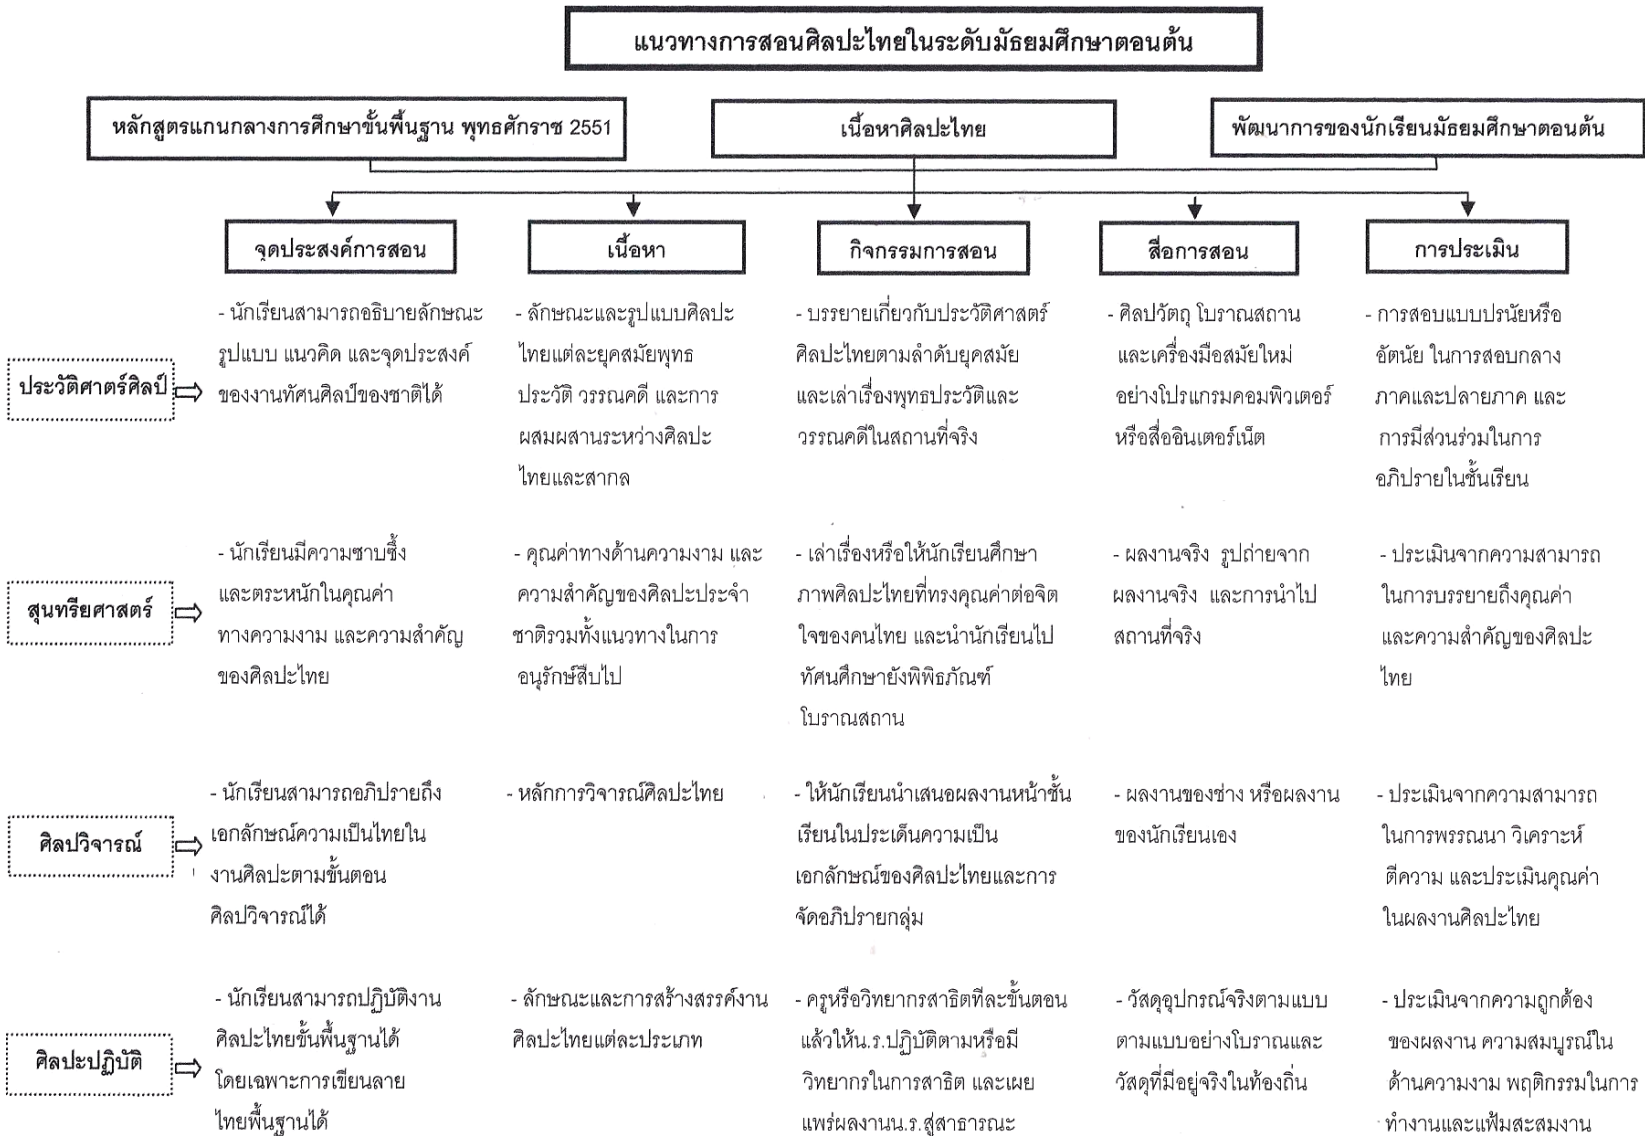 แนวทางการสอนศิลปะไทยในระดับมัธยมศึกษาตอนต้น
หลักสูตรแกนกลางการศึกษาขั้นพื้นฐาน พุทธศักราช 2551
เนื้อหาศิลปะไทย
พัฒนาการของนักเรียนมัธยมศึกษาตอนต้น
จุดประสงค์การสอน
เนื้อหา
กิจกรรมการสอน
สื่อการสอน
การประเมิน
ประวัติศาตร์ศิลป์
- นักเรียนสามารถอธิบายลักษณะ
รูปแบบ แนวคิด และจุดประสงค์
ของงานทัศนศิลป์ของชาติได้
- ลักษณะและรูปแบบศิลปะ
ไทยแต่ละยุคสมัยพุทธ
ประวัติ วรรณคดี และการ
ผสมผสานระหว่างศิลปะ
ไทยและสากล
- บรรยายเกี่ยวกับประวัติศาสตร์
ศิลปะไทยตามลำดับยุคสมัย
และเล่าเรื่องพุทธประวัติและ
วรรณคดีในสถานที่จริง
- ศิลปวัตถุ โบราณสถาน
และเครื่องมือสมัยใหม่
อย่างโปรแกรมคอมพิวเตอร์
หรือสื่ออินเตอร์เน็ต
- การสอบแบบปรนัยหรือ
อัตนัย ในการสอบกลาง
ภาคและปลายภาค และ
การมีส่วนร่วมในการ
อภิปรายในชั้นเรียน
สุนทรียศาสตร์
- นักเรียนมีความซาบซึ้ง
และตระหนักในคุณค่า
ทางความงาม และความสำคัญ
ของศิลปะไทย
- คุณค่าทางด้านความงาม และ
ความสำคัญของศิลปะประจำ
ชาติรวมทั้งแนวทางในการ
อนุรักษ์สืบไป
- เล่าเรื่องหรือให้นักเรียนศึกษา
ภาพศิลปะไทยที่ทรงคุณค่าต่อจิต
ใจของคนไทย และนำนักเรียนไป
ทัศนศึกษายังพิพิธภัณฑ์
โบราณสถาน
- ผลงานจริง รูปถ่ายจาก
ผลงานจริง และการนำไป
สถานที่จริง
- ประเมินจากความสามารถ
ในการบรรยายถึงคุณค่า
และความสำคัญของศิลปะ
ไทย
ศิลปวิจารณ์
- นักเรียนสามารถอภิปรายถึง
เอกลักษณ์ความเป็นไทยใน
งานศิลปะตามขั้นตอน
ศิลปวิจารณ์ได้
- หลักการวิจารณ์ศิลปะไทย
- ให้นักเรียนนำเสนอผลงานหน้าชั้น
เรียนในประเด็นความเป็น
เอกลักษณ์ของศิลปะไทยและการ
จัดอภิปรายกลุ่ม
- ผลงานของช่าง หรือผลงาน
ของนักเรียนเอง
- ประเมินจากความสามารถ
ในการพรรณนา วิเคราะห์
ตีความ และประเมินคุณค่า
ในผลงานศิลปะไทย
ศิลปะปฏิบัติ
- นักเรียนสามารถปฏิบัติงาน
ศิลปะไทยขั้นพื้นฐานได้
โดยเฉพาะการเขียนลาย
ไทยพื้นฐานได้
- ลักษณะและการสร้างสรรค์งาน
ศิลปะไทยแต่ละประเภท
- ครูหรือวิทยากรสาธิตทีละขั้นตอน
แล้วให้น.ร.ปฏิบัติตามหรือมี
วิทยากรในการสาธิต และเผย
แพร่ผลงานน.ร.สู่สาธารณะ
- วัสดุอุปกรณ์จริงตามแบบ
ตามแบบอย่างโบราณและ
วัสดุที่มีอยู่จริงในท้องถิ่น
- ประเมินจากความถูกต้อง
ของผลงาน ความสมบูรณ์ใน
ด้านความงาม พฤติกรรมในการ
ทำงานและแฟ้มสะสมงาน